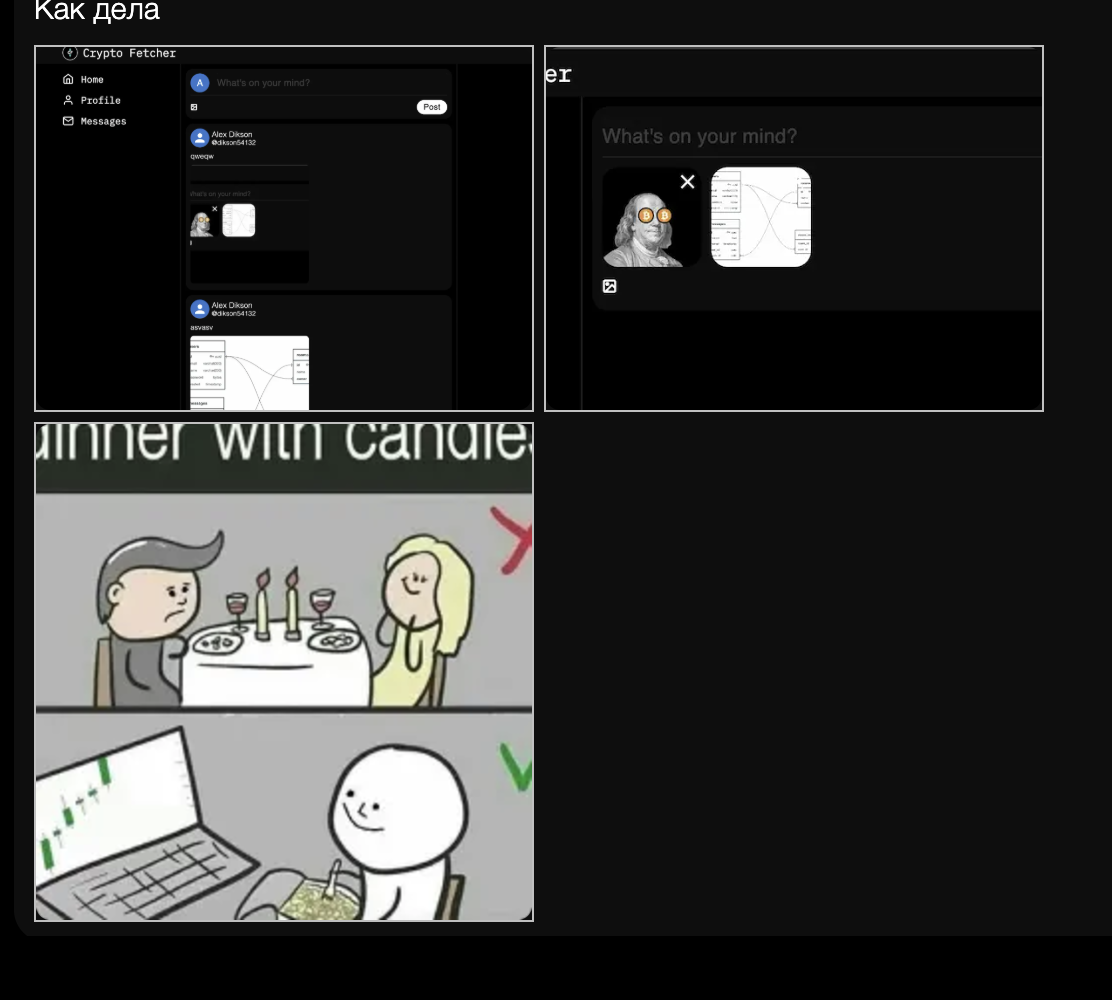 Как дела
Crypto Fetcher
Home
Profile
Messages
A
What's on your mind?
Post
Alex Dikson
@dikson54132
qweqw
What's on your mind?
Alex Dikson
@dikson54132
asvasv
er
What's on your mind?
dinner with candles